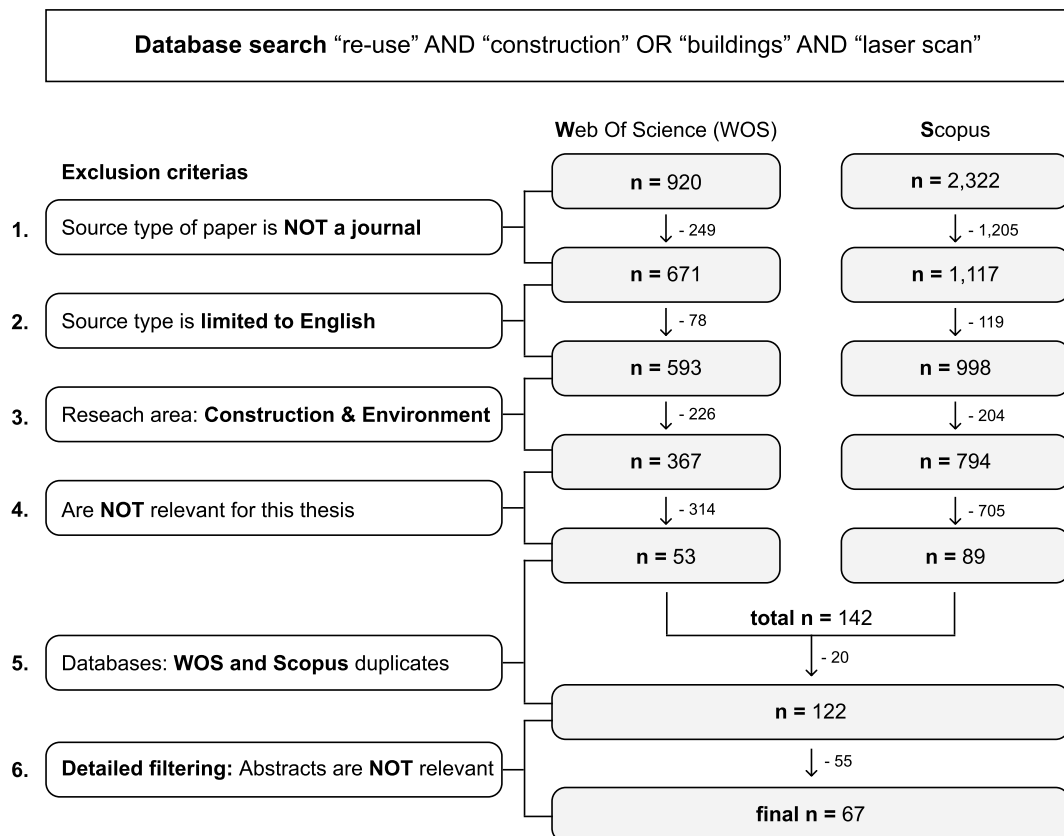 Database search “re-use” AND “construction” OR “buildings” AND “laser scan”
Web Of Science (WOS)
Scopus
Exclusion criterias
n = 920
n = 2,322
1.
Source type of paper is NOT a journal
- 249
- 1,205
n = 671
n = 1,117
2.
Source type is limited to English
- 78
- 119
n = 593
n = 998
3.
Reseach area: Construction & Environment
- 226
- 204
n = 367
n = 794
4.
Are NOT relevant for this thesis
- 314
- 705
n = 53
n = 89
total n = 142
5.
Databases: WOS and Scopus duplicates
- 20
n = 122
6.
Detailed filtering: Abstracts are NOT relevant
- 55
final n = 67